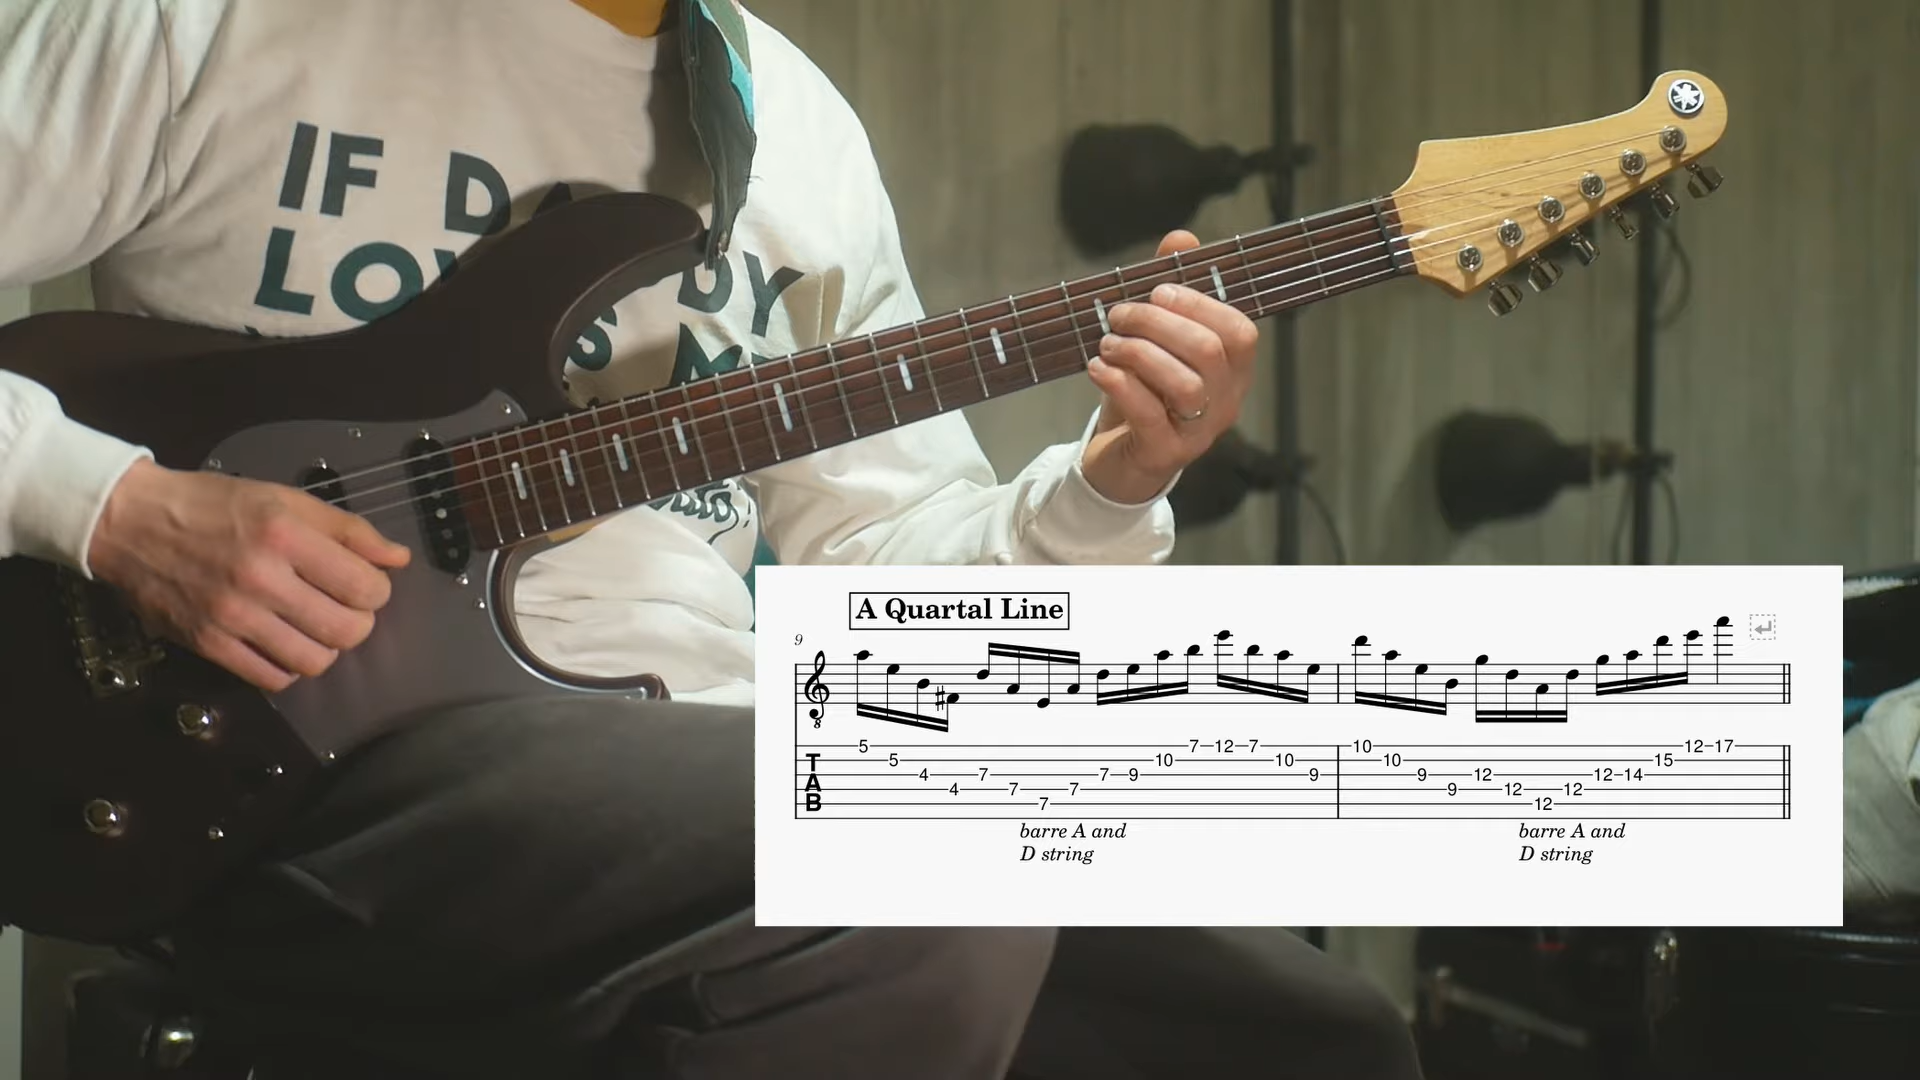 IF
LO
DY
A Quartal Line
9
8
5 7-12-7 10 12-17
T 5 10 10 10 15
A 4 7 7-9 9 9 12 12-14
4 7 7 9 12 12
B 7 12
barre A and
D string
barre A and
D string